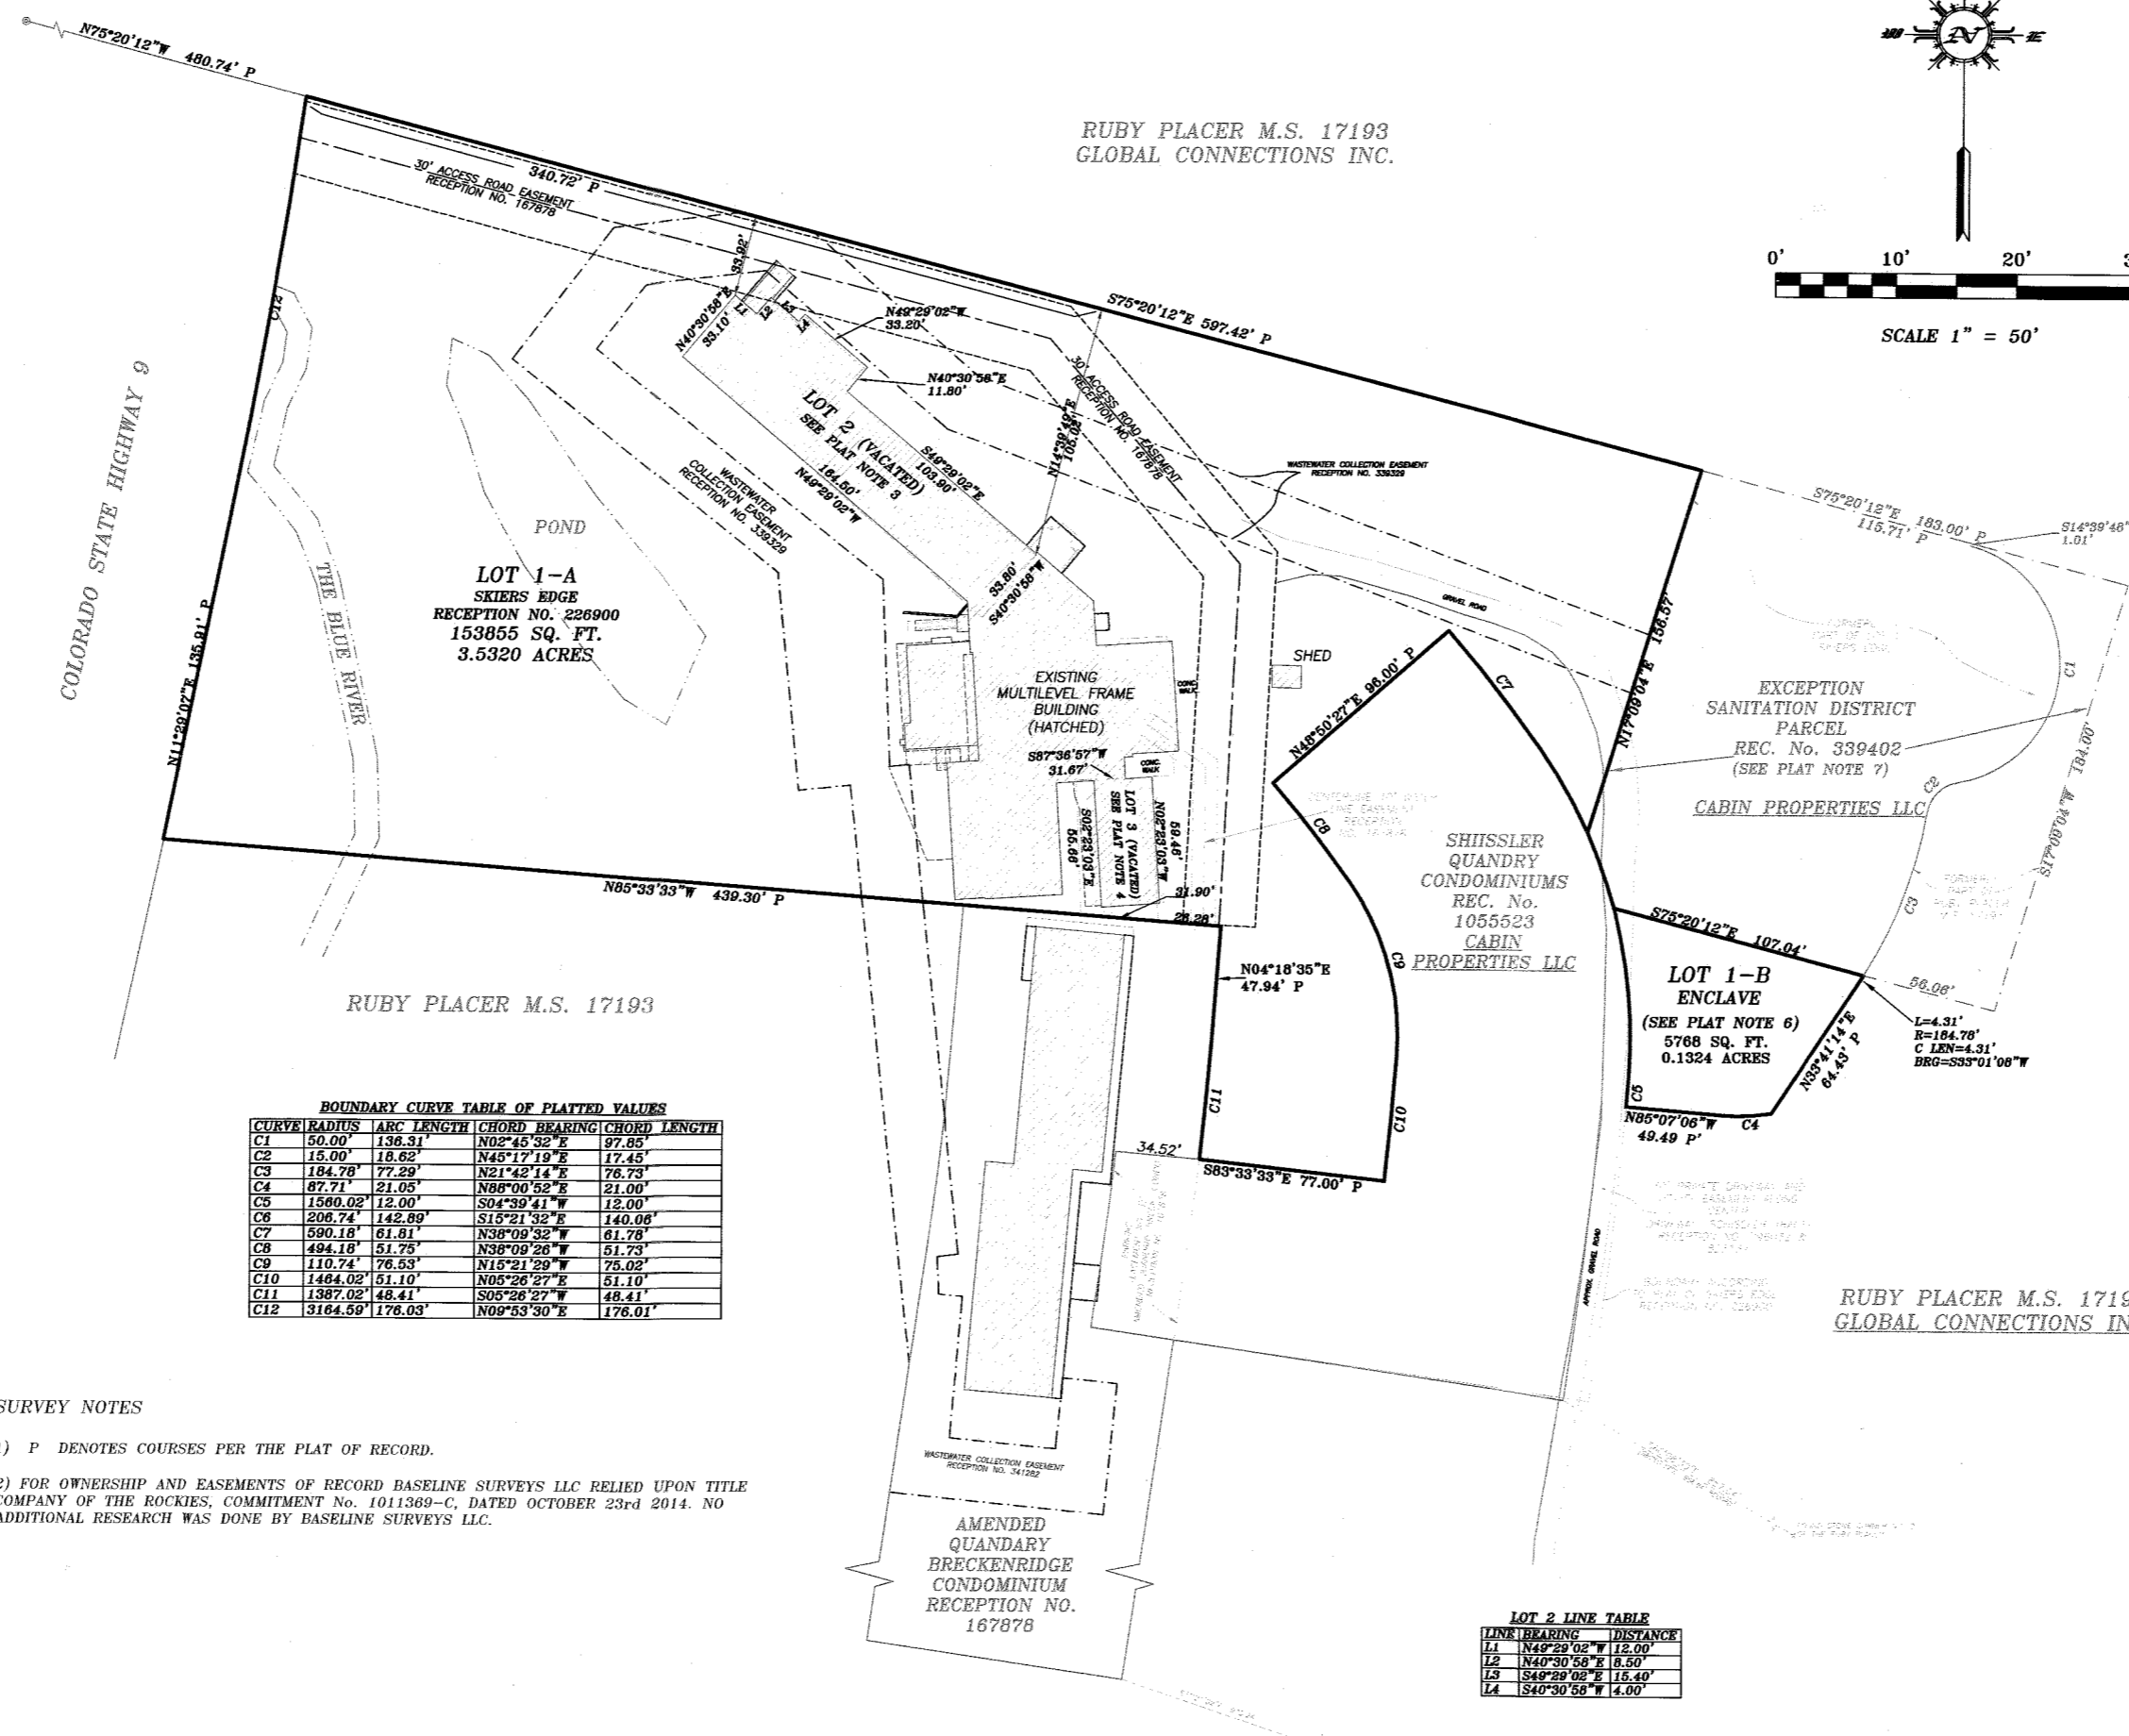 N75°20'12"W 480.74' P
RUBY PLACER M.S. 17193
GLOBAL CONNECTIONS INC.
N
E
0' 10' 20'
SCALE 1" = 50'
30' ACCESS ROAD EASEMENT
RECEPTION NO. 167878
340.72' P
S75°20'12"E 597.42' P
33.92'
N40°30'58"E
33.10'
L1
L2
L3
L4
N49°29'02"W
33.20'
N40°30'58"E
11.80'
LOT 2 (VACATED)
SEE PLAT NOTE 3
164.50'
N49°29'02"W
S49°29'02"E
103.90'
N14°39'49"E
105.02'
30' ACCESS ROAD EASEMENT
RECEPTION NO. 167878
WASTEWATER COLLECTION EASEMENT
RECEPTION NO. 339329
WASTEWATER
COLLECTION EASEMENT
RECEPTION NO. 339329
33.80'
S40°30'58"W
C12
COLORADO STATE HIGHWAY 9
N11°29'07"E 135.91' P
THE BLUE RIVER
POND
LOT 1-A
SKIERS EDGE
RECEPTION NO. 226900
153855 SQ. FT.
3.5320 ACRES
EXISTING
MULTILEVEL FRAME
BUILDING
(HATCHED)
CONC.
WALK
SHED
GRAVEL ROAD
S87°36'57"W
31.67'
CONC.
WALK
LOT 3 (VACATED)
SEE PLAT NOTE 4
N02°23'03"W
59.46'
S02°23'03"E
55.66'
31.90'
26.28'
N85°33'33"W 439.30' P
N48°50'27"E 96.00' P
C7
C8
C9
C10
C11
N17°09'04"E 156.57'
S75°20'12"E 183.00' P
115.71' P
S14°39'48"
1.01'
C1
C2
C3
S17°09'04"W 184.00'
EXCEPTION
SANITATION DISTRICT
PARCEL
REC. No. 339402
(SEE PLAT NOTE 7)
CABIN PROPERTIES LLC
SHIISSLER
QUANDRY
CONDOMINIUMS
REC. No.
1055523
CABIN
PROPERTIES LLC
N04°18'35"E
47.94' P
S83°33'33"E 77.00' P
34.52'
S75°20'12"E 107.04'
56.06'
LOT 1-B
ENCLAVE
(SEE PLAT NOTE 6)
5768 SQ. FT.
0.1324 ACRES
L=4.31'
R=184.78'
C LEN=4.31'
BRG=S33°01'08"W
N33°41'14"E
64.43' P
C5
N85°07'06"W C4
49.49 P'
APPROX. GRAVEL ROAD
RUBY PLACER M.S. 17193
RUBY PLACER M.S. 1719
GLOBAL CONNECTIONS IN
BOUNDARY CURVE TABLE OF PLATTED VALUES
CURVE RADIUS ARC LENGTH CHORD BEARING CHORD LENGTH
C1 50.00' 136.31' N02°45'32"E 97.85'
C2 15.00' 18.62' N45°17'19"E 17.45'
C3 184.78' 77.29' N21°42'14"E 76.73'
C4 87.71' 21.05' N88°00'52"E 21.00'
C5 1560.02' 12.00' S04°39'41"W 12.00'
C6 206.74' 142.89' S15°21'32"E 140.06'
C7 590.18' 61.81' N38°09'32"W 61.78'
C8 494.18' 51.75' N38°09'26"W 51.73'
C9 110.74' 76.53' N15°21'29"W 75.02'
C10 1464.02' 51.10' N05°26'27"E 51.10'
C11 1387.02' 48.41' S05°26'27"W 48.41'
C12 3164.59' 176.03' N09°53'30"E 176.01'
SURVEY NOTES
) P DENOTES COURSES PER THE PLAT OF RECORD.
2) FOR OWNERSHIP AND EASEMENTS OF RECORD BASELINE SURVEYS LLC RELIED UPON TITLE
COMPANY OF THE ROCKIES, COMMITMENT No. 1011369-C, DATED OCTOBER 23rd 2014. NO
ADDITIONAL RESEARCH WAS DONE BY BASELINE SURVEYS LLC.
WASTEWATER COLLECTION EASEMENT
RECEPTION NO. 341282
AMENDED
QUANDARY
BRECKENRIDGE
CONDOMINIUM
RECEPTION NO.
167878
LOT 2 LINE TABLE
LINE BEARING DISTANCE
L1 N49°29'02"W 12.00'
L2 N40°30'58"E 8.50'
L3 S49°29'02"E 15.40'
L4 S40°30'58"W 4.00'